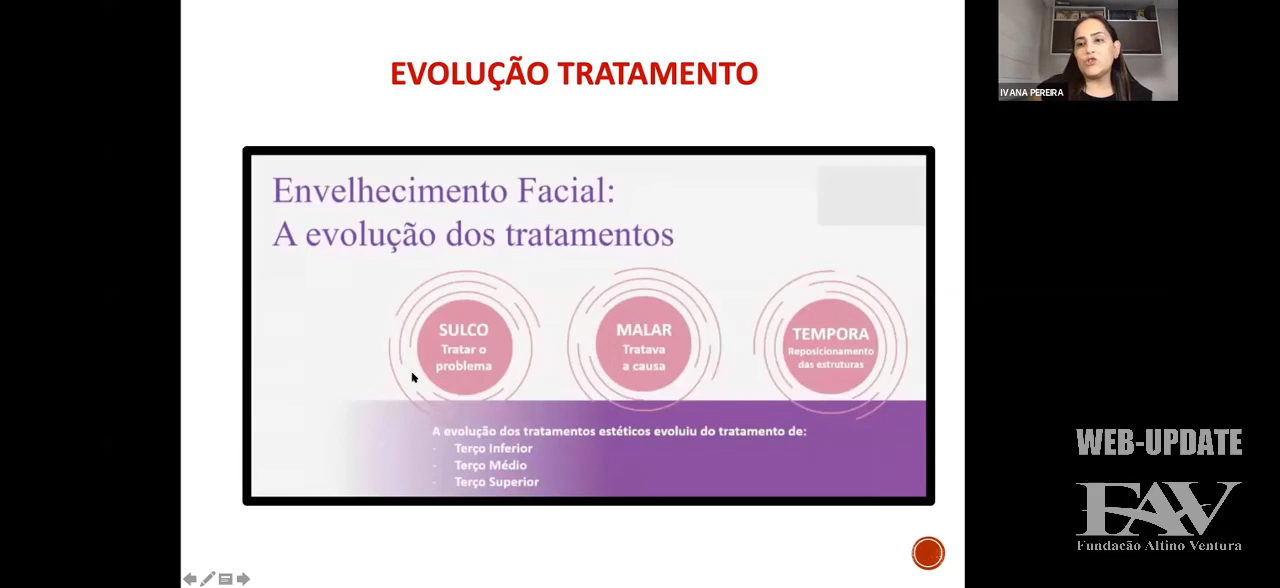 EVOLUÇÃO TRATAMENTO
IVANA PEREIRA
Envelhecimento Facial:
A evolução dos tratamentos
SULCO
Tratar o
problema
MALAR
Tratava
a causa
TEMPORA
Reposicionamento
das estruturas
A evolução dos tratamentos estéticos evoluiu do tratamento de:
- Terço Inferior
- Terço Médio
- Terço Superior
WEB-UPDATE
FAV
Fundacão Altino Ventura